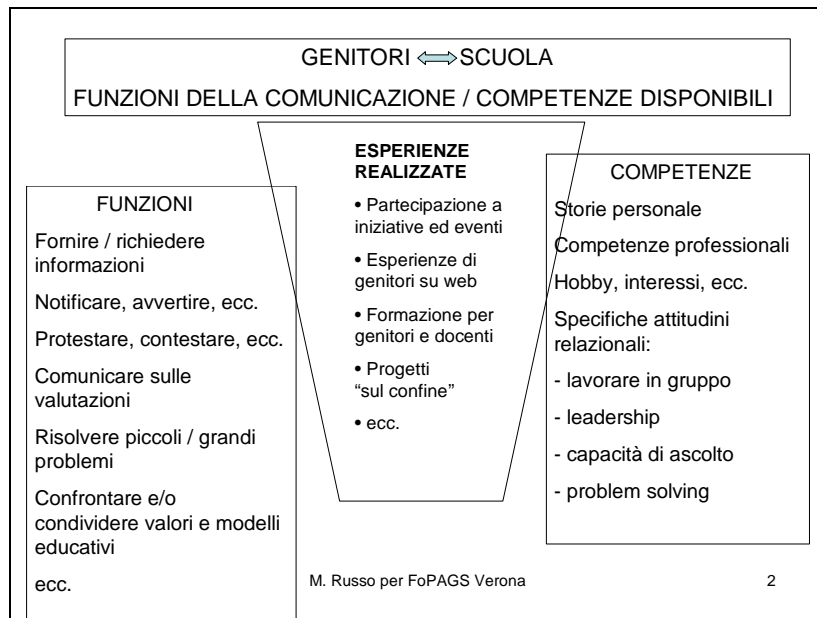 GENITORI ⇔ SCUOLA
FUNZIONI DELLA COMUNICAZIONE / COMPETENZE DISPONIBILI
FUNZIONI
Fornire / richiedere
informazioni
Notificare, avvertire, ecc.
Protestare, contestare, ecc.
Comunicare sulle
valutazioni
Risolvere piccoli / grandi
problemi
Confrontare e/o
condividere valori e modelli
educativi
ecc.
ESPERIENZE
REALIZZATE
• Partecipazione a
iniziative ed eventi
• Esperienze di
genitori su web
• Formazione per
genitori e docenti
• Progetti
“sul confine”
• ecc.
COMPETENZE
Storie personale
Competenze professionali
Hobby, interessi, ecc.
Specifiche attitudini
relazionali:
- lavorare in gruppo
- leadership
- capacità di ascolto
- problem solving
M. Russo per FoPAGS Verona
2